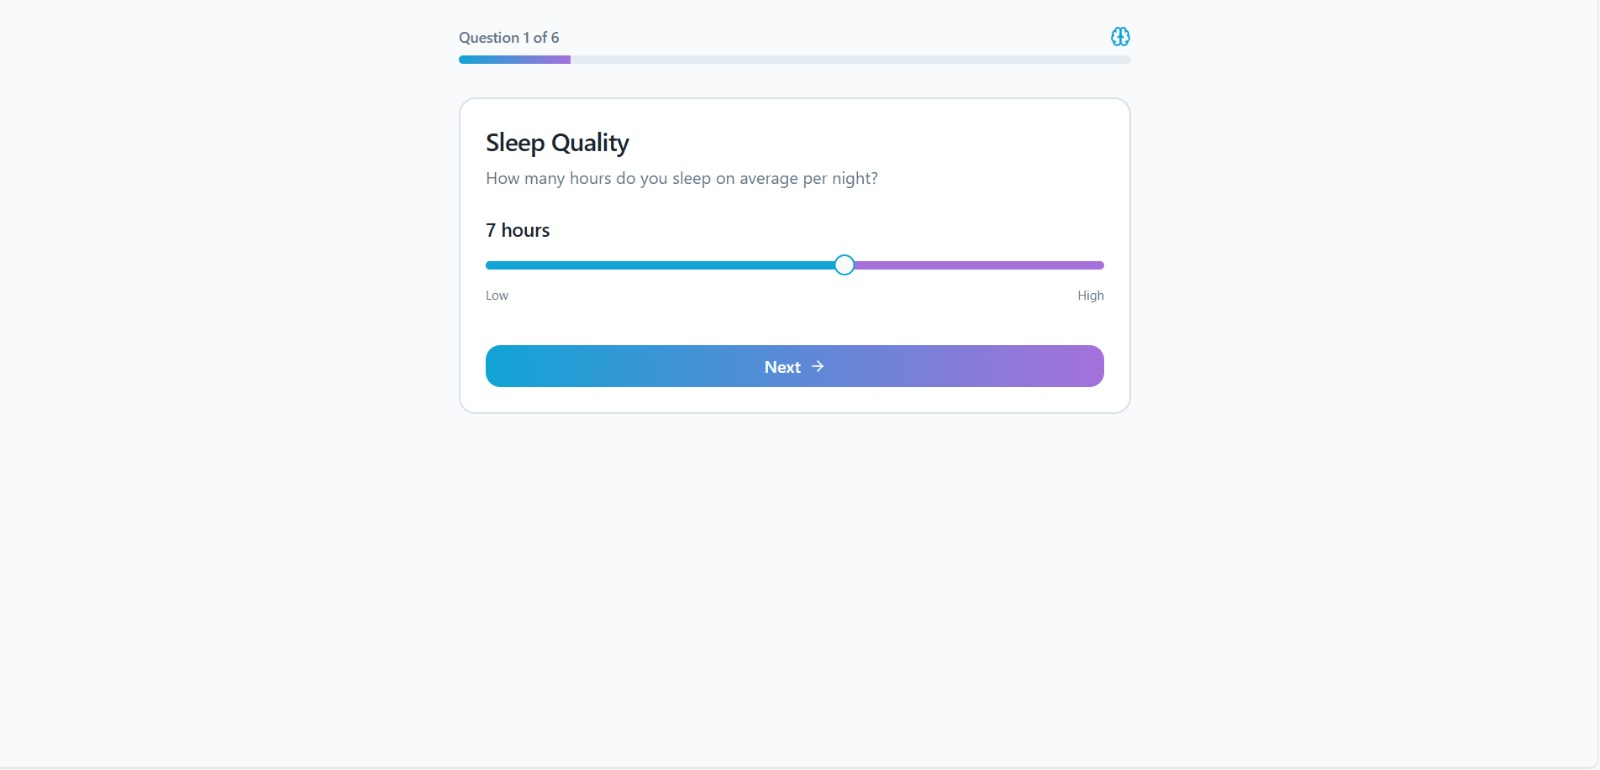 Question 1 of 6
Sleep Quality
How many hours do you sleep on average per night?
7 hours
Low
High
Next →